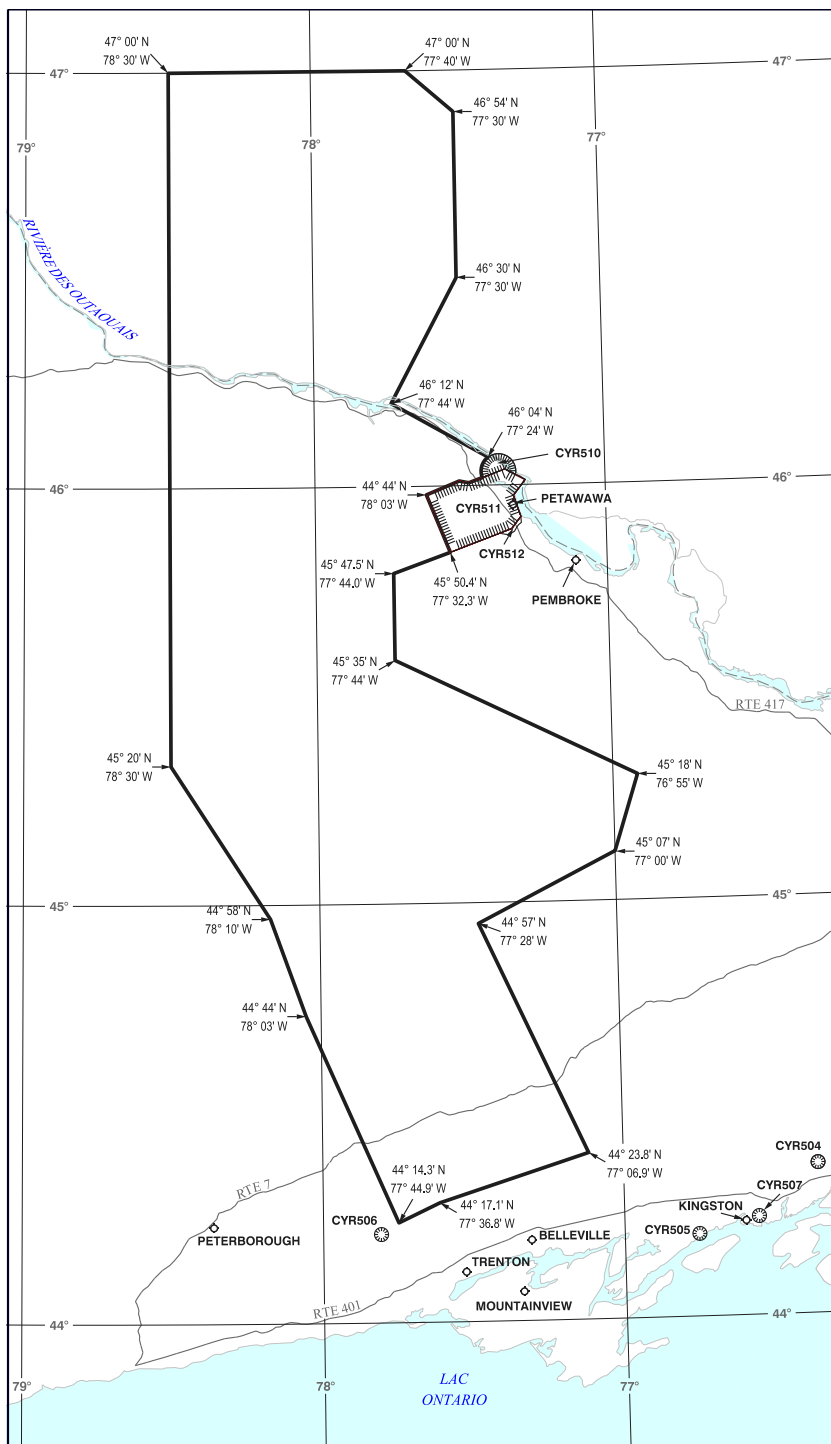 47° 00' N
78° 30' W
47° 00' N
77° 40' W
47°
47°
46° 54' N
77° 30' W
79°
78°
77°
RIVIÈRE DES OUTAOUAIS
46° 30' N
77° 30' W
46° 12' N
77° 44' W
46° 04' N
77° 24' W
CYR510
44° 44' N
78° 03' W
46°
46°
PETAWAWA
CYR511
CYR512
45° 47.5' N
77° 44.0' W
45° 50.4' N
77° 32.3' W
PEMBROKE
45° 35' N
77° 44' W
RTE 417
45° 20' N
78° 30' W
45° 18' N
76° 55' W
45° 07' N
77° 00' W
45°
45°
44° 58' N
78° 10' W
44° 57' N
77° 28' W
44° 44' N
78° 03' W
44° 23.8' N
77° 06.9' W
CYR504
44° 14.3' N
77° 44.9' W
44° 17.1' N
77° 36.8' W
RTE 7
CYR507
KINGSTON
CYR506
CYR505
PETERBOROUGH
BELLEVILLE
TRENTON
MOUNTAINVIEW
RTE 401
44°
44°
79°
78°
77°
LAC
ONTARIO